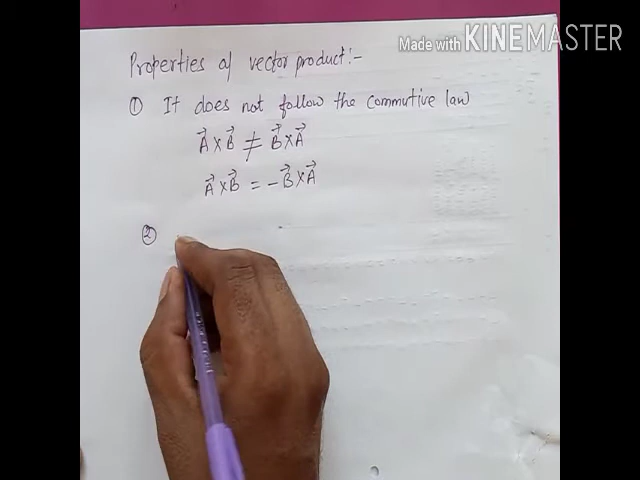 Made with KINEMASTER
Properties of vector product:-
① It does not follow the commutive law
A⃗ × B⃗ ≠ B⃗ × A⃗
A⃗ × B⃗ = - B⃗ × A⃗
②